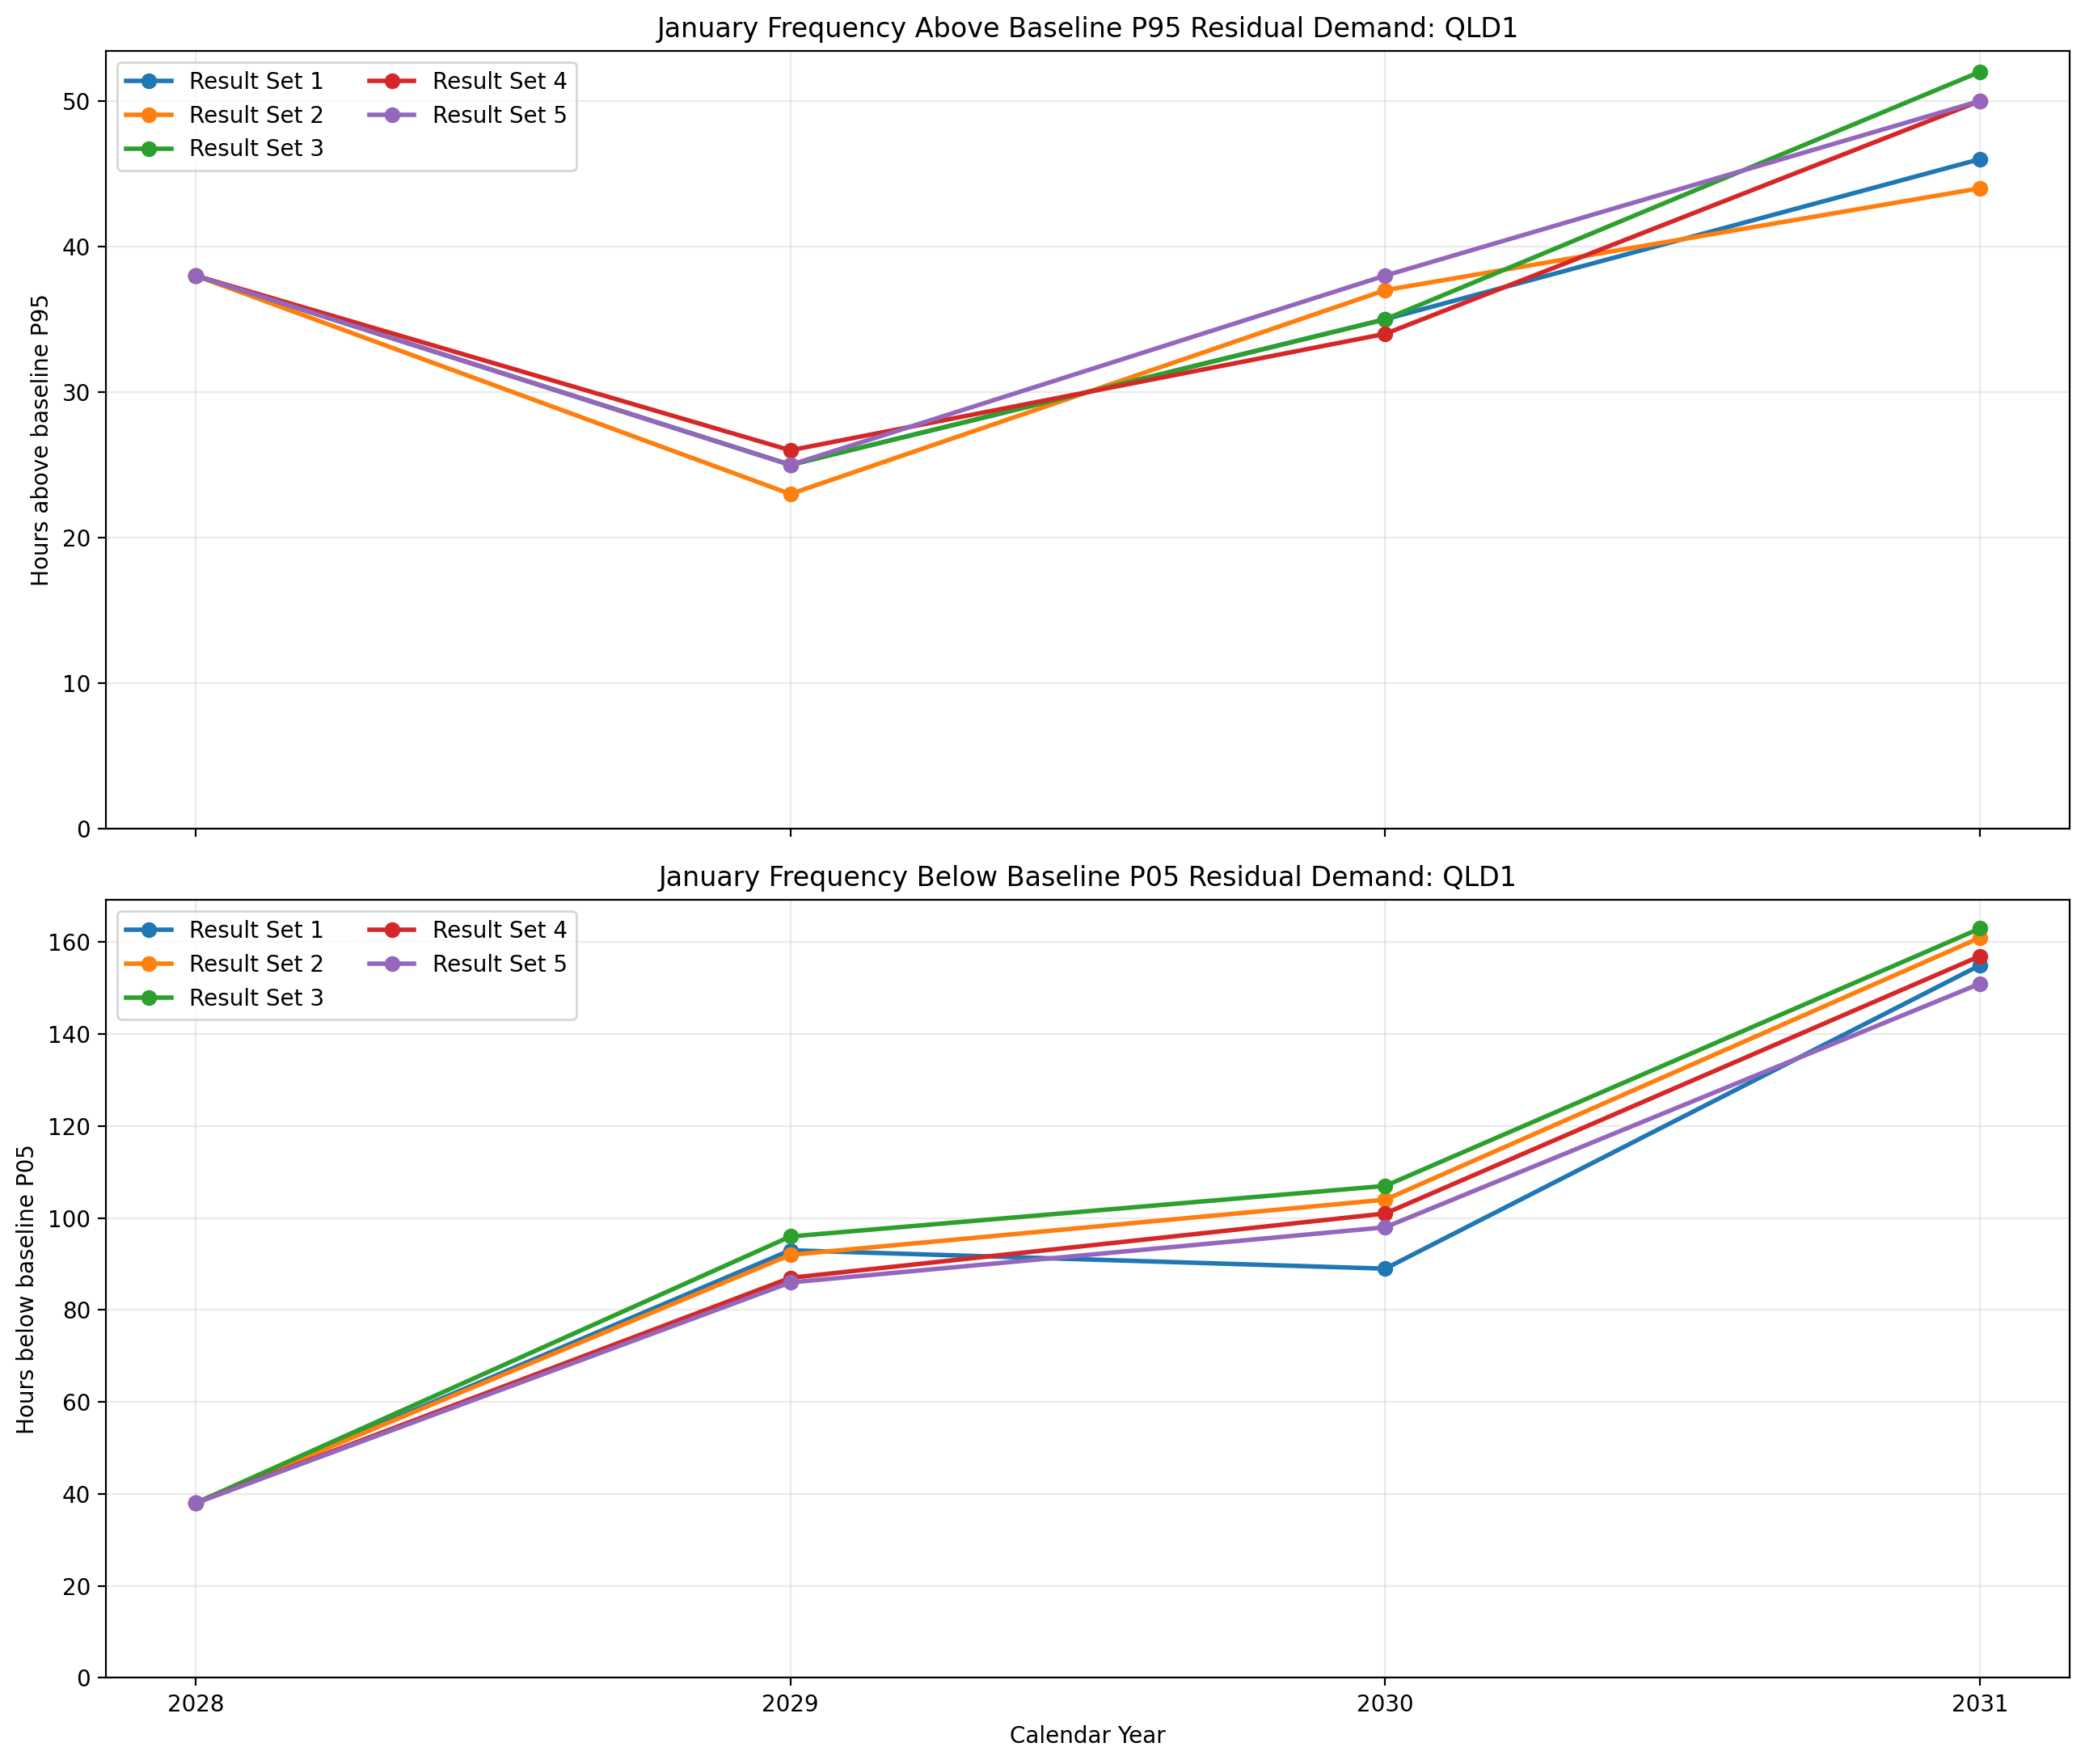 January Frequency Above Baseline P95 Residual Demand: QLD1
Result Set 1
Result Set 2
Result Set 3
Result Set 4
Result Set 5
Hours above baseline P95
50
40
30
20
10
0
January Frequency Below Baseline P05 Residual Demand: QLD1
Result Set 1
Result Set 2
Result Set 3
Result Set 4
Result Set 5
Hours below baseline P05
160
140
120
100
80
60
40
20
0
2028 2029 2030 2031
Calendar Year